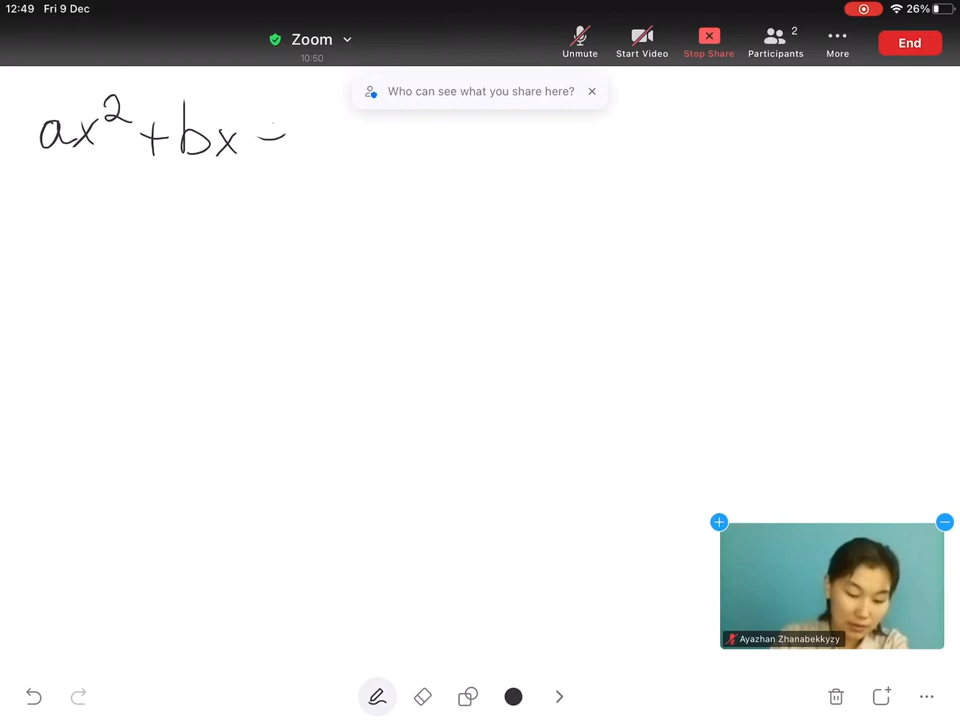 12:49 Fri 9 Dec
26%
Zoom
10:50
Unmute
Start Video
Stop Share
Participants
2
More
End
Who can see what you share here?
ax² + bx
Ayazhan Zhanabekkyzy